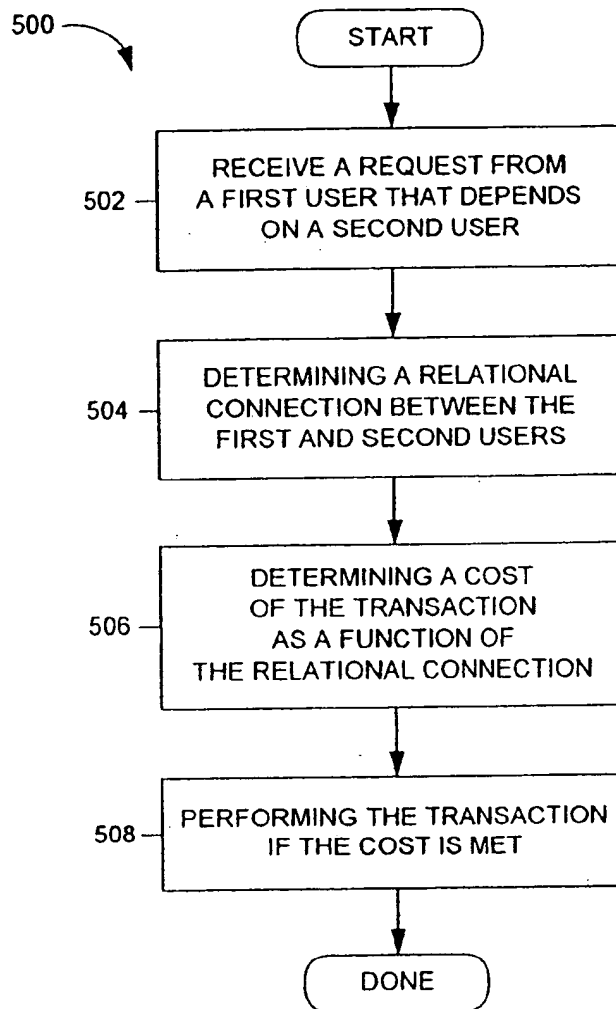 500
START
502
RECEIVE A REQUEST FROM
A FIRST USER THAT DEPENDS
ON A SECOND USER
504
DETERMINING A RELATIONAL
CONNECTION BETWEEN THE
FIRST AND SECOND USERS
506
DETERMINING A COST
OF THE TRANSACTION
AS A FUNCTION OF
THE RELATIONAL CONNECTION
508
PERFORMING THE TRANSACTION
IF THE COST IS MET
DONE